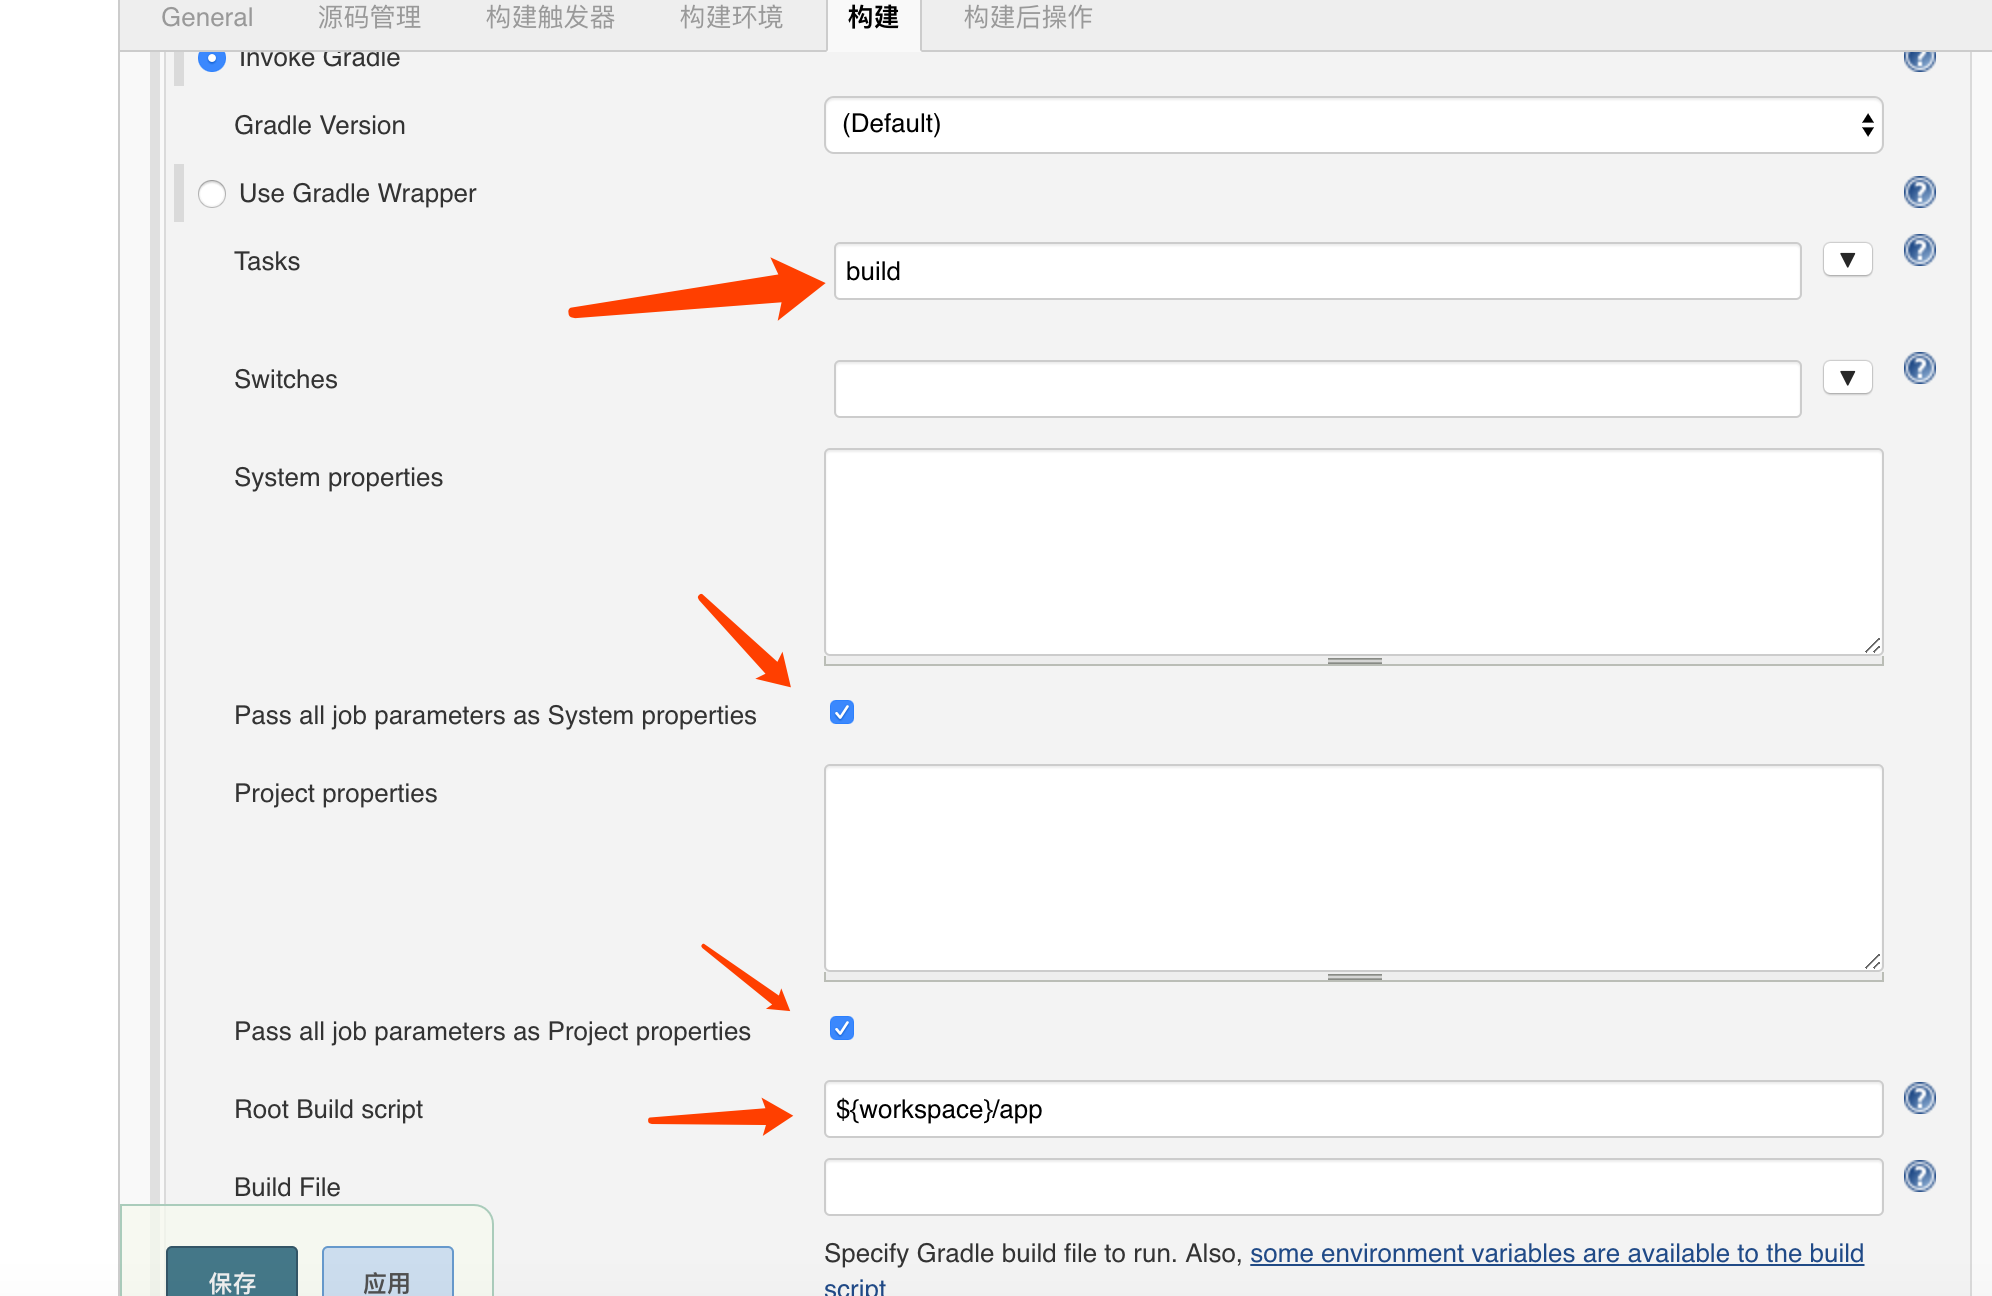 General 源码管理 构建触发器 构建环境 构建 构建后操作
Invoke Gradle
Gradle Version (Default)
Use Gradle Wrapper
Tasks build
Switches
System properties
Pass all job parameters as System properties
Project properties
Pass all job parameters as Project properties
Root Build script ${workspace}/app
Build File
Specify Gradle build file to run. Also, some environment variables are available to the build
script
保存 应用